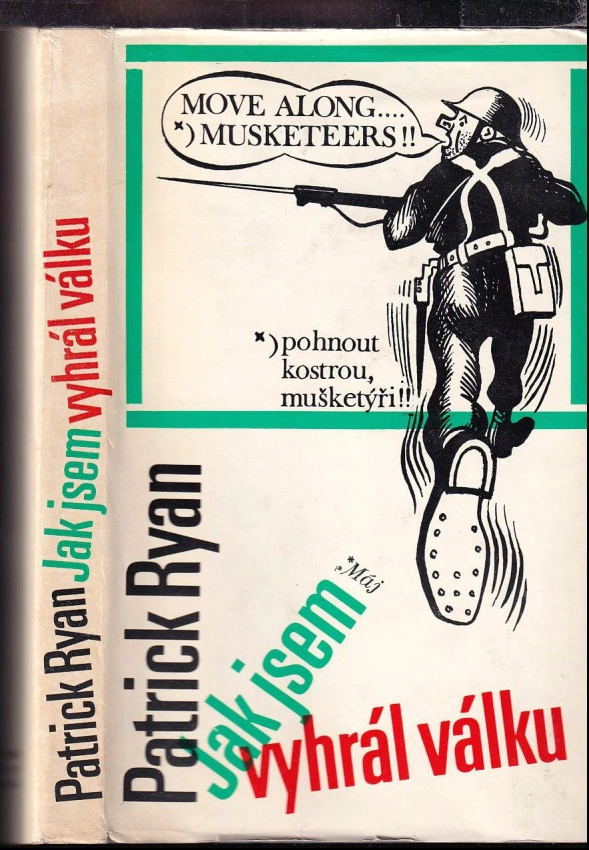 Patrick Ryan Jak jsem vyhrál válku
MOVE ALONG....
*) MUSKETEERS!!
*) pohnout
kostrou,
mušketýři!!
*Máj
Patrick Ryan
Jak jsem
vyhrál válku